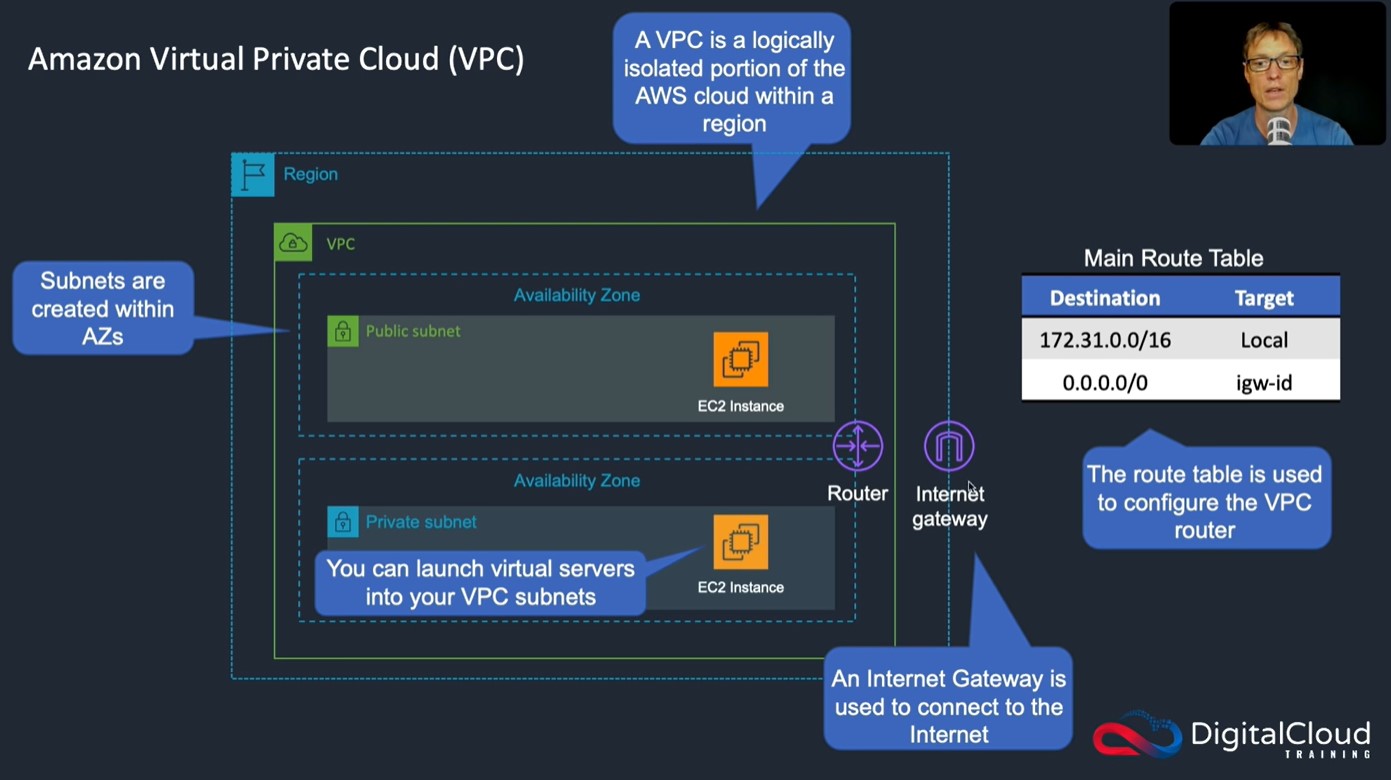 Amazon Virtual Private Cloud (VPC)
A VPC is a logically
isolated portion of the
AWS cloud within a
region
Region
VPC
Subnets are
created within
AZs
Availability Zone
Public subnet
EC2 Instance
Availability Zone
Private subnet
You can launch virtual servers
into your VPC subnets
EC2 Instance
Router
Internet
gateway
Main Route Table
Destination Target
172.31.0.0/16 Local
0.0.0.0/0 igw-id
The route table is used
to configure the VPC
router
An Internet Gateway is
used to connect to the
Internet
DigitalCloud
TRAINING